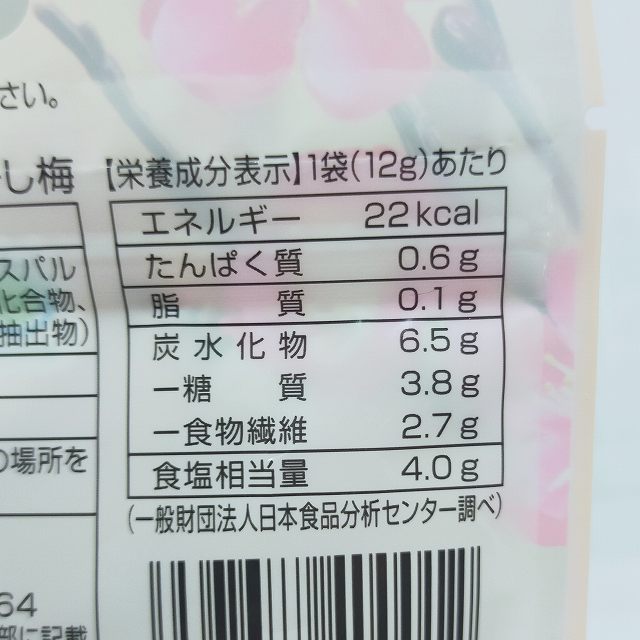 さい。
し梅
【栄養成分表示】1袋(12g)あたり
エネルギー 22kcal
たんぱく質 0.6g
脂質 0.1g
炭水化物 6.5g
－糖質 3.8g
－食物繊維 2.7g
食塩相当量 4.0g
(一般財団法人日本食品分析センター調べ)
スパル
化合物、
抽出物)
の場所を
64
部に記載